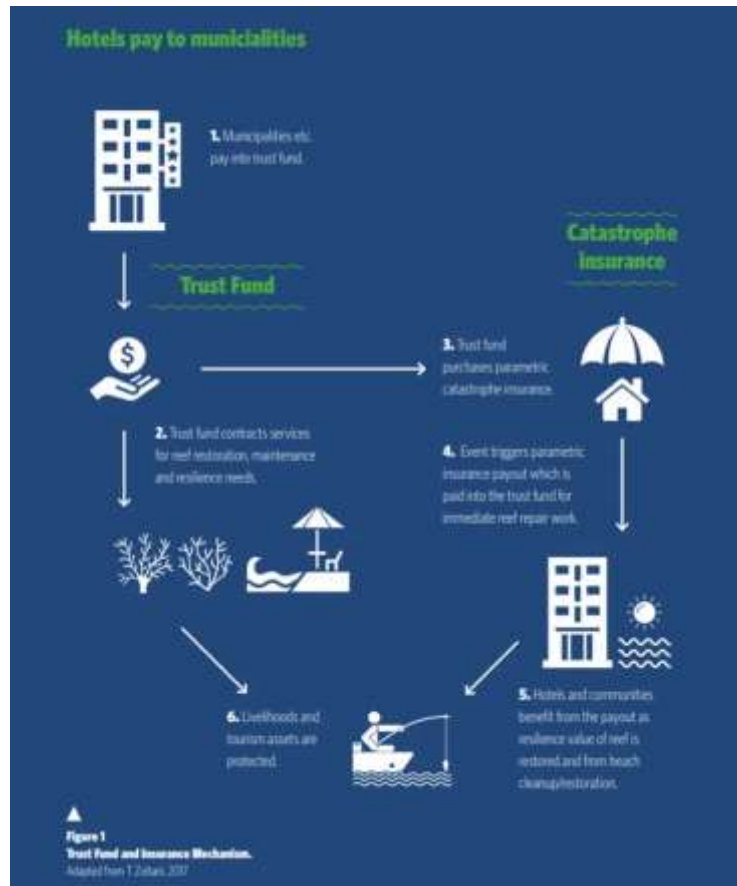 Hotels pay to municialities
1. Municipalities etc.
pay into trust fund.
Trust Fund
Catastrophe
insurance
$
3. Trust fund
purchases parametric
catastrophe insurance.
2. Trust fund contracts services
for reef restoration, maintenance
and resilience needs.
4. Event triggers parametric
insurance payout which is
paid into the trust fund for
immediate reef repair work.
5. Hotels and communities
benefit from the payout as
resilience value of reef is
restored and from beach
cleanup/restoration.
6. Livelihoods and
tourism assets are
protected.
Figure 1
Trust Fund and Insurance Mechanism.
Adapted from T. 2017